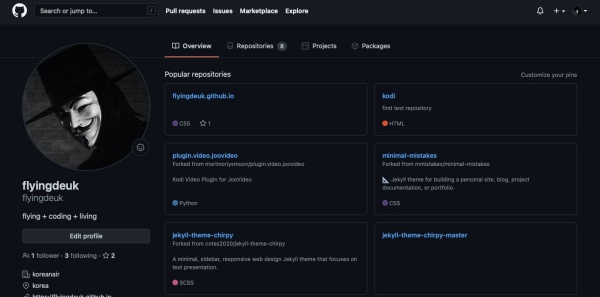 Search or jump to... /
Pull requests Issues Marketplace Explore
Overview Repositories 8 Projects Packages
Popular repositories
Customize your pins
flyingdeuk.github.io
CSS 1
kodi
first test repository
HTML
plugin.video.joovideo
Forked from morimoriysmoon/plugin.video.joovideo
Kodi Video Plugin for JooVideo
Python
minimal-mistakes
Forked from mmistakes/minimal-mistakes
Jekyll theme for building a personal site, blog, project
documentation, or portfolio.
CSS
jekyll-theme-chirpy
Forked from cotes2020/jekyll-theme-chirpy
A minimal, sidebar, responsive web design Jekyll theme that focuses on
text presentation.
SCSS
jekyll-theme-chirpy-master
flyingdeuk
flyingdeuk
flying + coding + living
Edit profile
1 follower · 3 following · 2
koreanair
korea
https://flyingdeuk.github.io